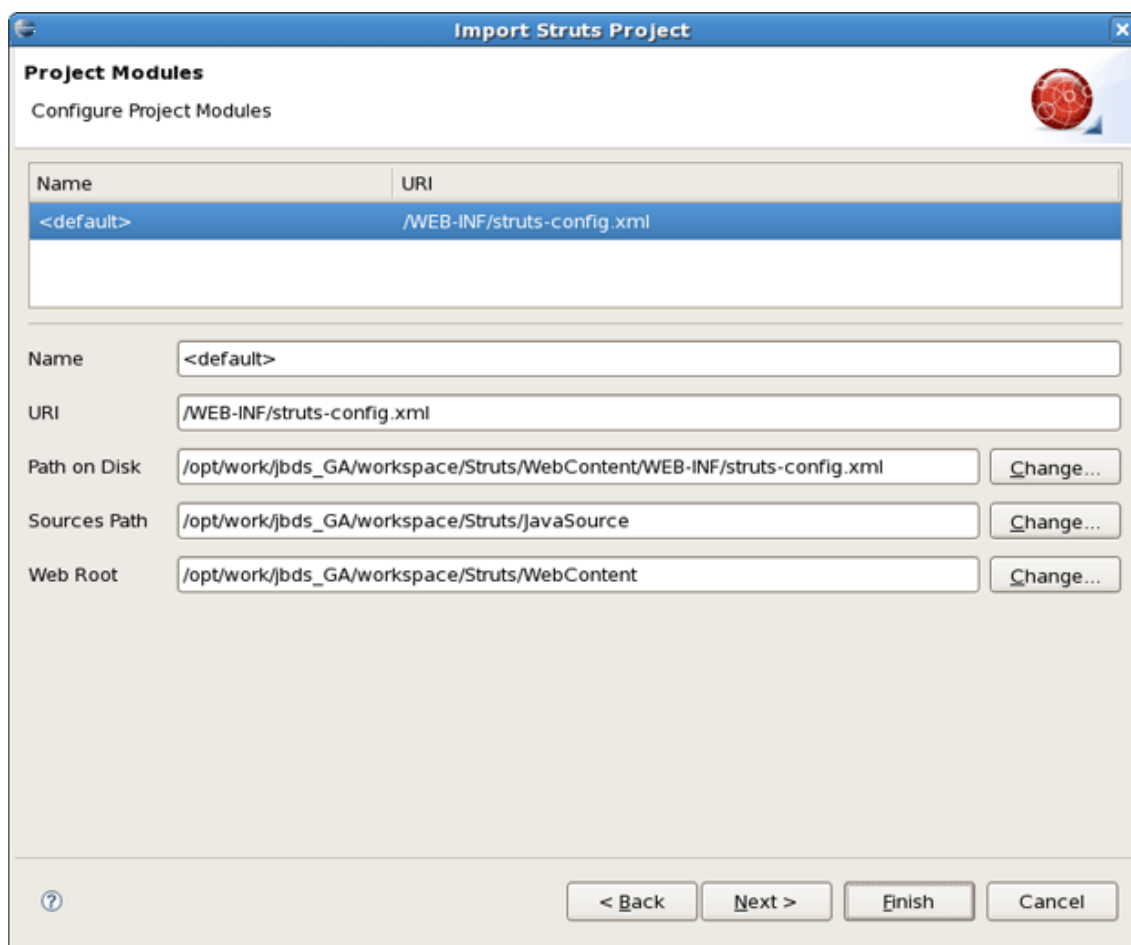 Import Struts Project
Project Modules
Configure Project Modules
Name URI
<default> /WEB-INF/struts-config.xml
Name <default>
URI /WEB-INF/struts-config.xml
Path on Disk /opt/work/jbds_GA/workspace/Struts/WebContent/WEB-INF/struts-config.xml Change...
Sources Path /opt/work/jbds_GA/workspace/Struts/JavaSource Change...
Web Root /opt/work/jbds_GA/workspace/Struts/WebContent Change...
? < Back Next > Finish Cancel